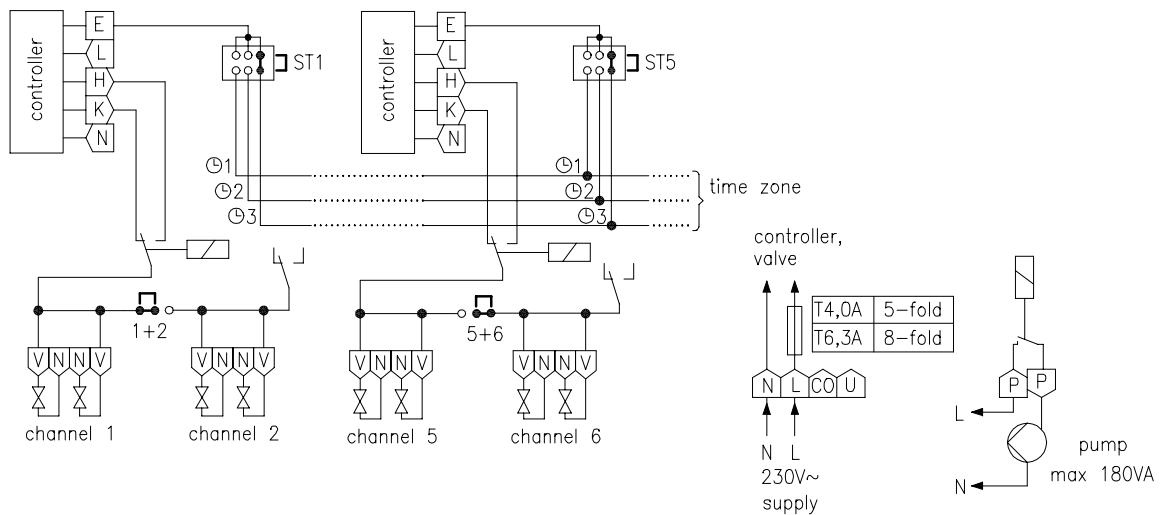 controller
E
L
H
K
N
ST1
controller
E
L
H
K
N
ST5
1
2
3
1
2
3
time zone
1+2
5+6
V N N V
V N N V
V N N V
V N N V
channel 1
channel 2
channel 5
channel 6
controller,
valve
T4,0A 5-fold
T6,3A 8-fold
N L CO U
N L
230V~
supply
P P
L
N
pump
max 180VA